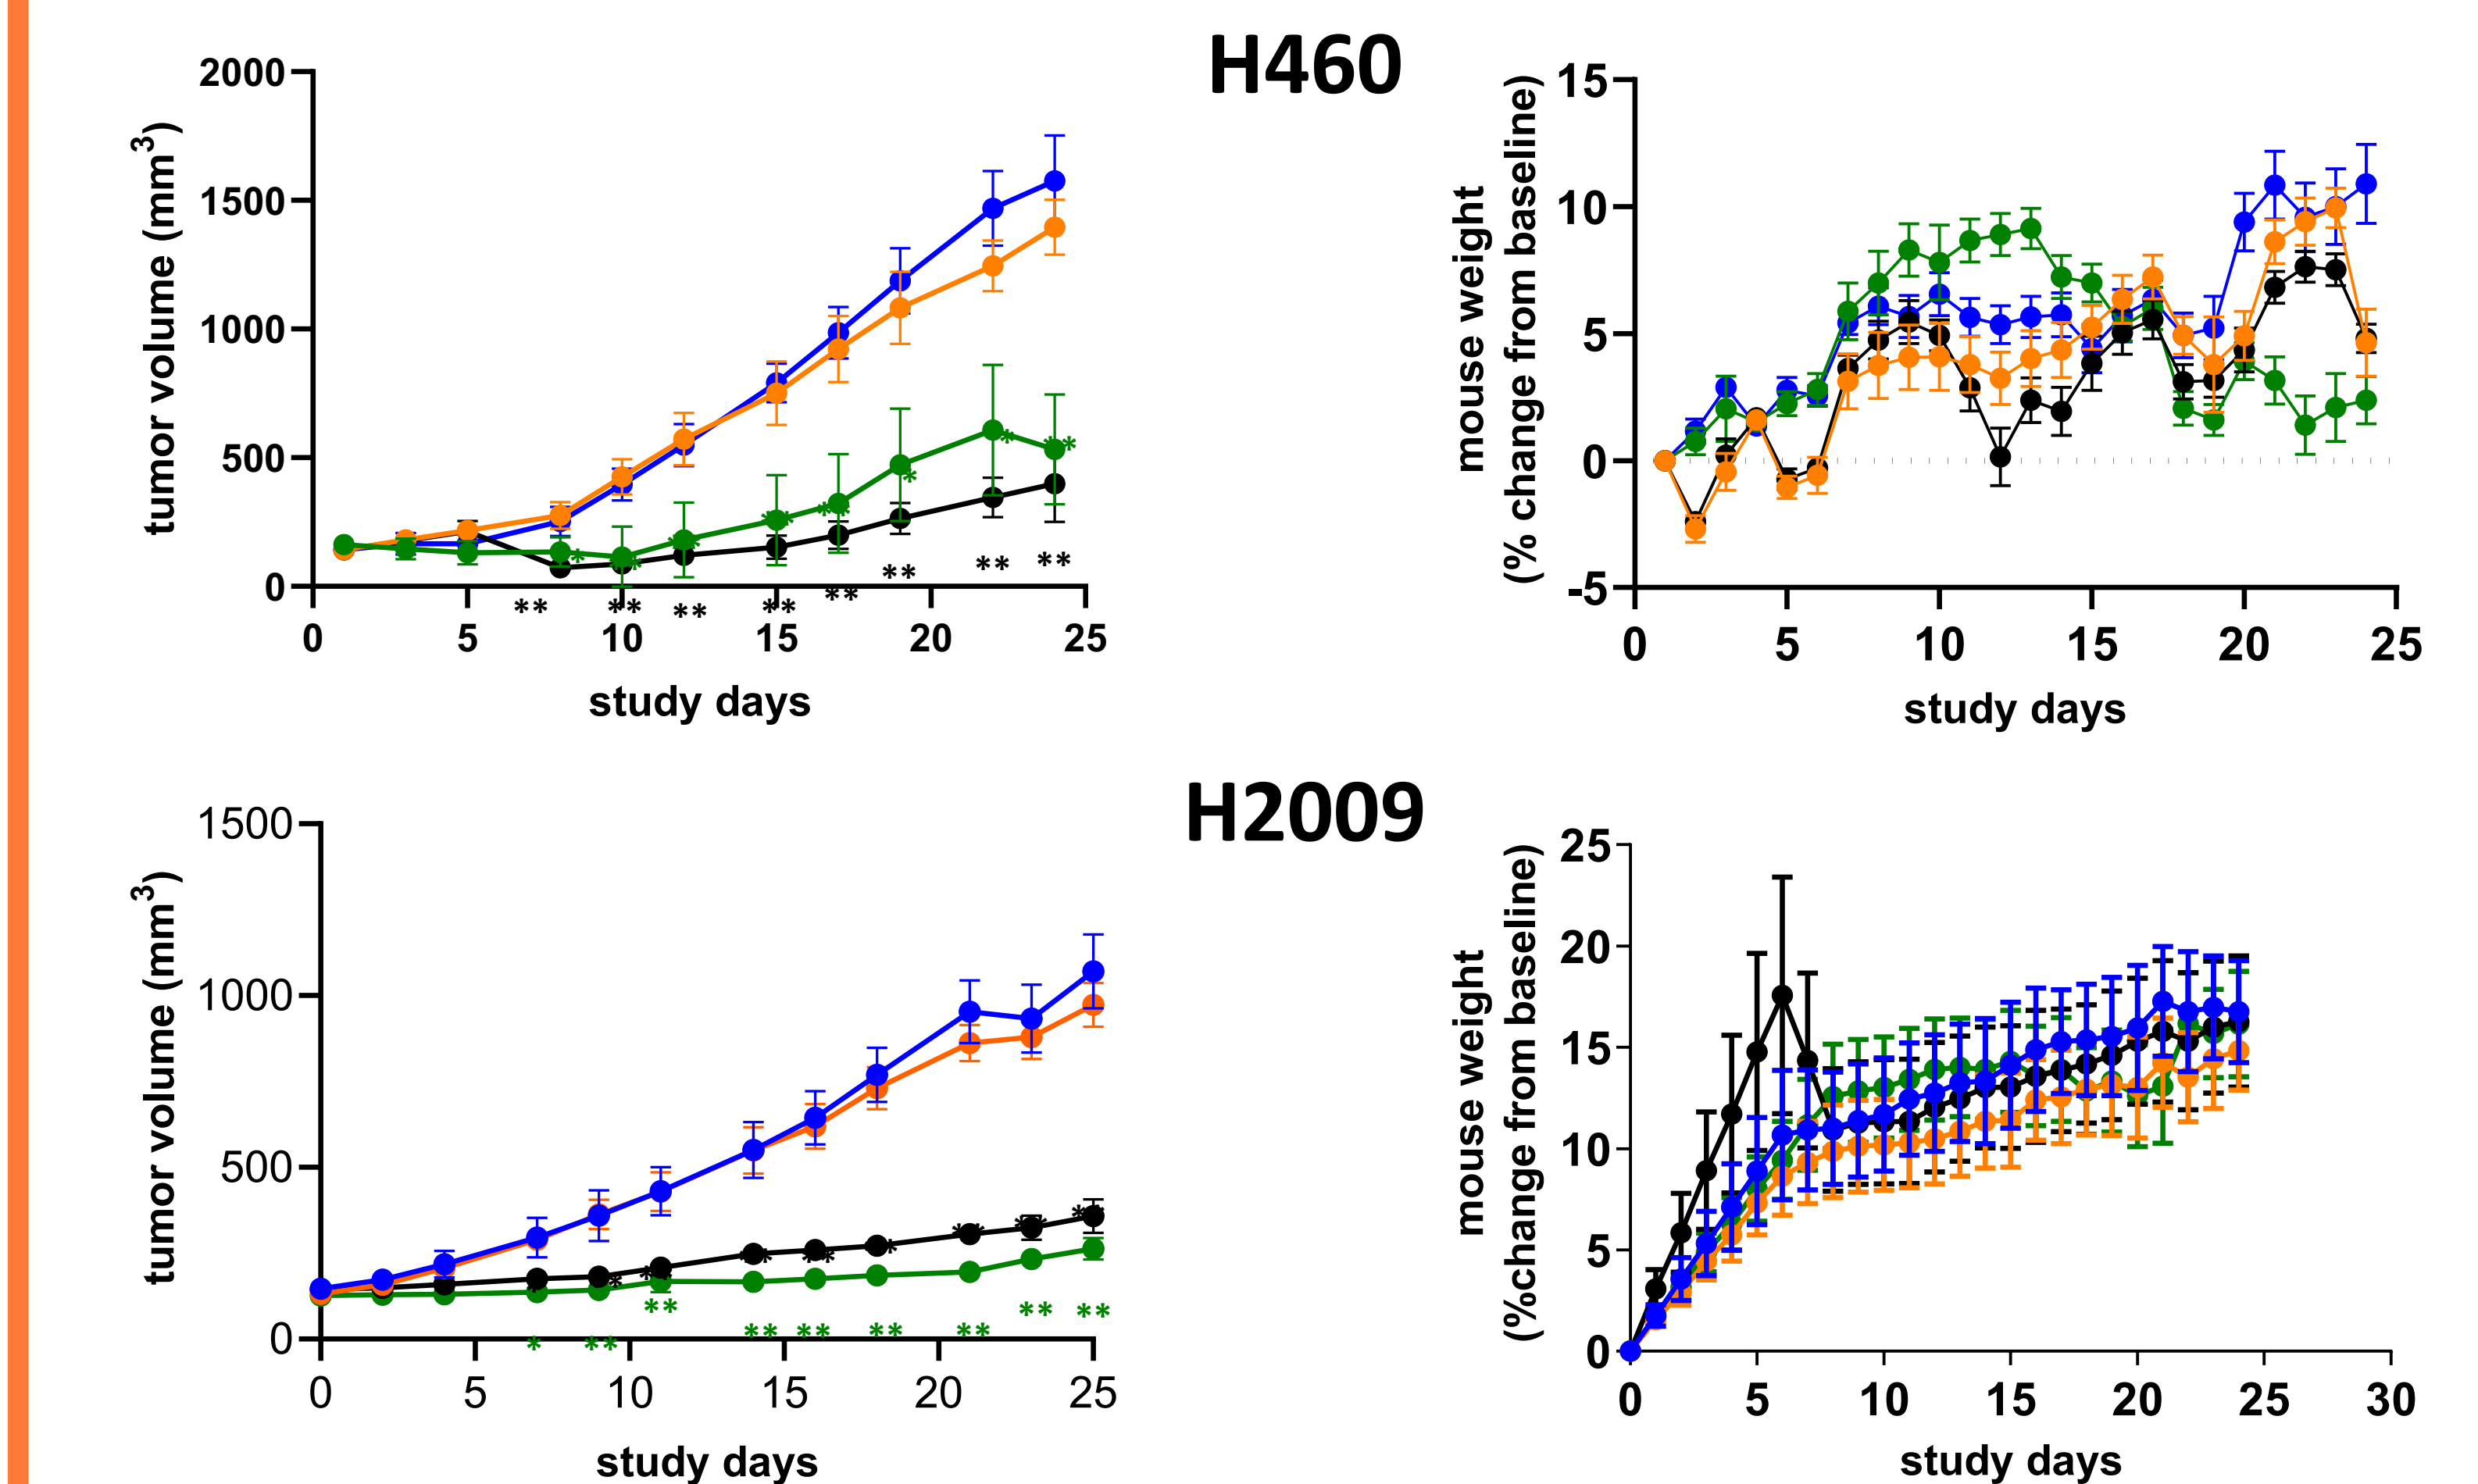 H460
tumor volume (mm³)
2000
1500
1000
500
0
** ** ** ** ** ** ** **
0 5 10 15 20 25
study days
mouse weight
(% change from baseline)
15
10
5
0
-5
0 5 10 15 20 25
study days
H2009
tumor volume (mm³)
1500
1000
500
0
* ** ** ** ** ** ** ** **
0 5 10 15 20 25
study days
mouse weight
(%change from baseline)
25
20
15
10
5
0
0 5 10 15 20 25 30
study days